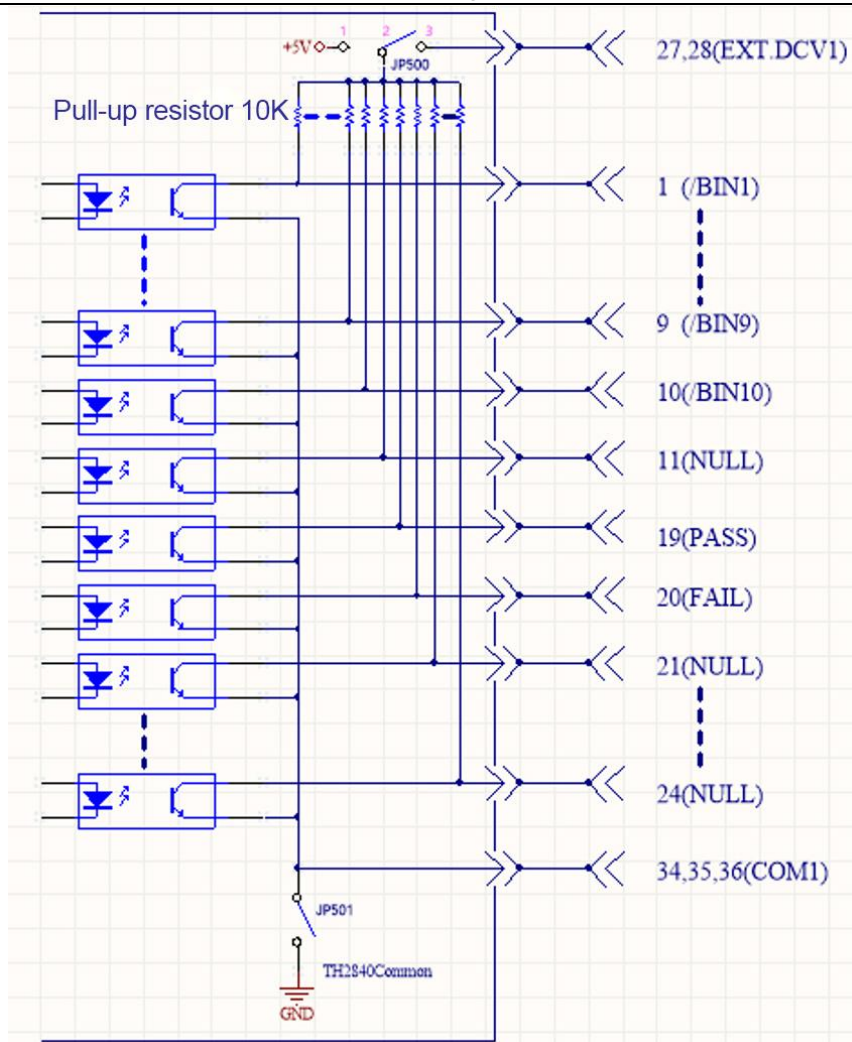 1 2 3
+5V
27,28(EXT.DCV1)
JP500
Pull-up resistor 10K
1 (/BIN1)
9 (/BIN9)
10(/BIN10)
11(NULL)
19(PASS)
20(FAIL)
21(NULL)
24(NULL)
34,35,36(COM1)
JP501
TH2840Common
GND